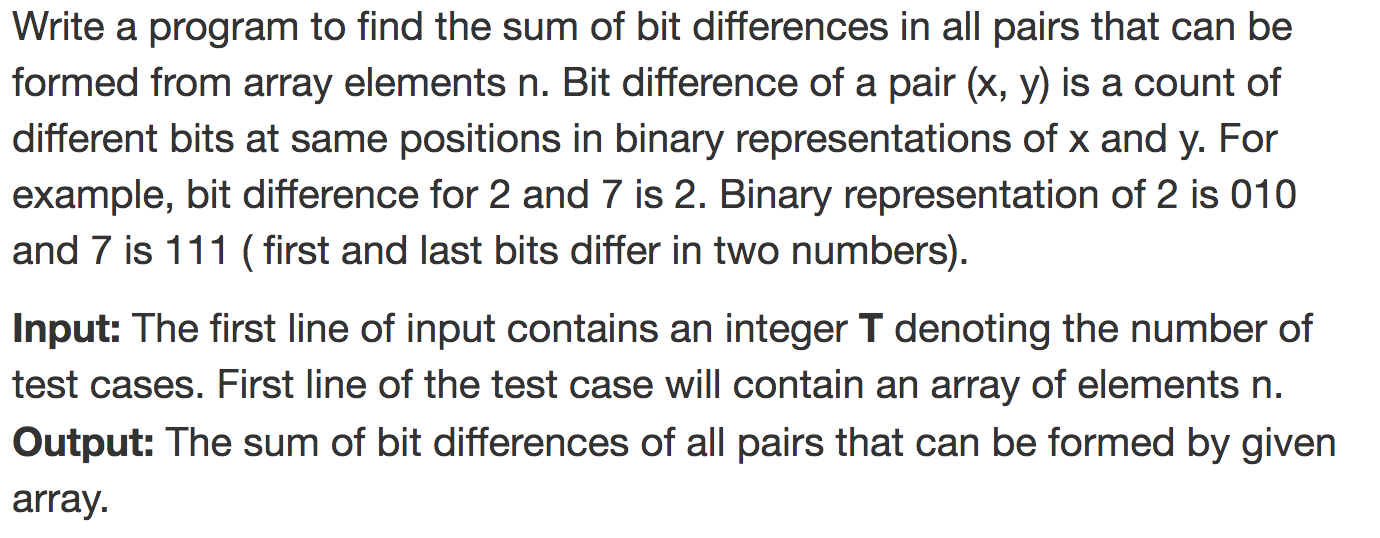 Write a program to find the sum of bit differences in all pairs that can be
formed from array elements n. Bit difference of a pair (x, y) is a count of
different bits at same positions in binary representations of x and y. For
example, bit difference for 2 and 7 is 2. Binary representation of 2 is 010
and 7 is 111 ( first and last bits differ in two numbers).
Input: The first line of input contains an integer T denoting the number of
test cases. First line of the test case will contain an array of elements n.
Output: The sum of bit differences of all pairs that can be formed by given
array.